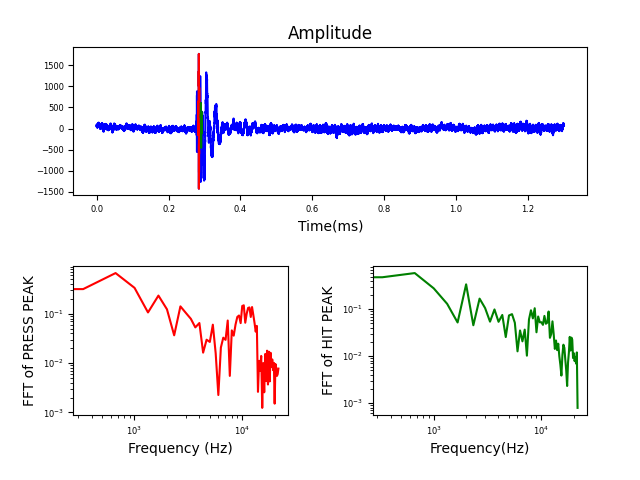 Amplitude
1500
1000
500
0
−500
−1000
−1500
0.0 0.2 0.4 0.6 0.8 1.0 1.2
Time(ms)
FFT of PRESS PEAK
10⁻¹
10⁻²
10⁻³
10³ 10⁴
Frequency (Hz)
FFT of HIT PEAK
10⁻¹
10⁻²
10⁻³
10³ 10⁴
Frequency(Hz)